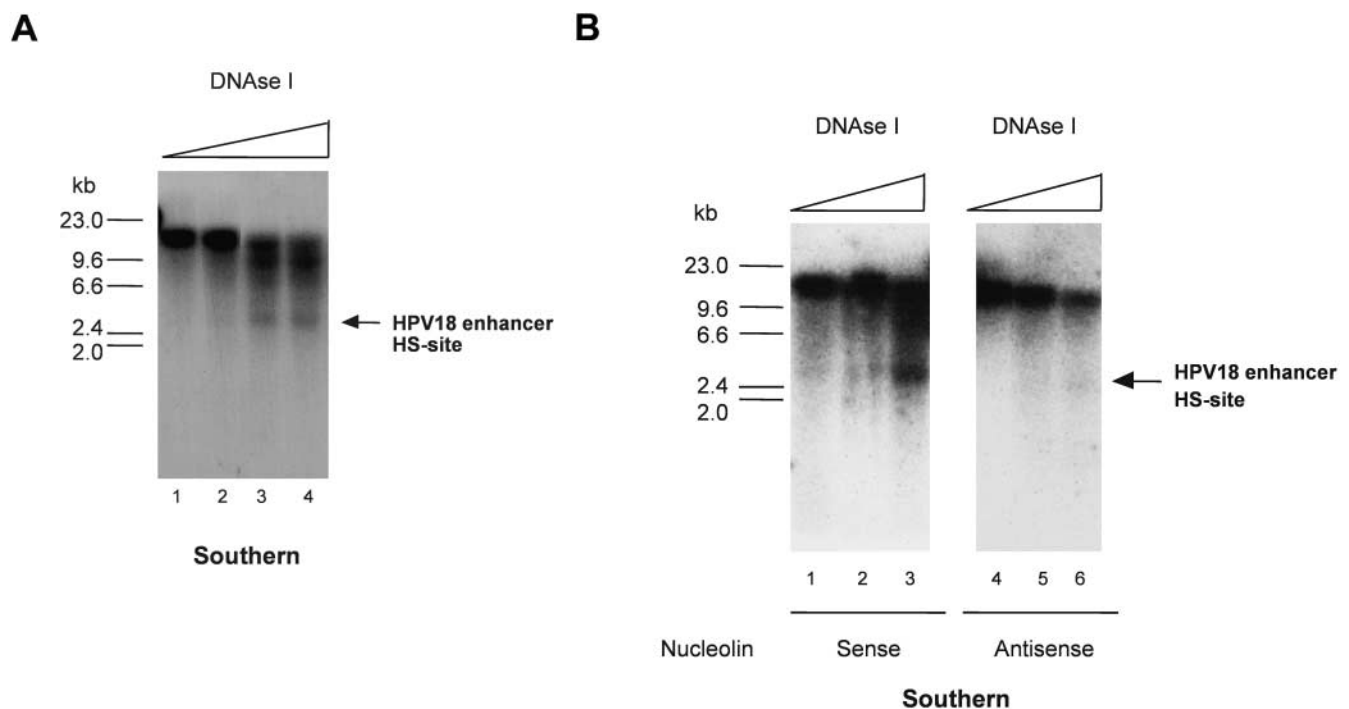 A
DNAse I
kb
23.0
9.6
6.6
2.4
2.0
HPV18 enhancer
HS-site
1 2 3 4
Southern
B
DNAse I DNAse I
kb
23.0
9.6
6.6
2.4
2.0
HPV18 enhancer
HS-site
1 2 3 4 5 6
Nucleolin Sense Antisense
Southern